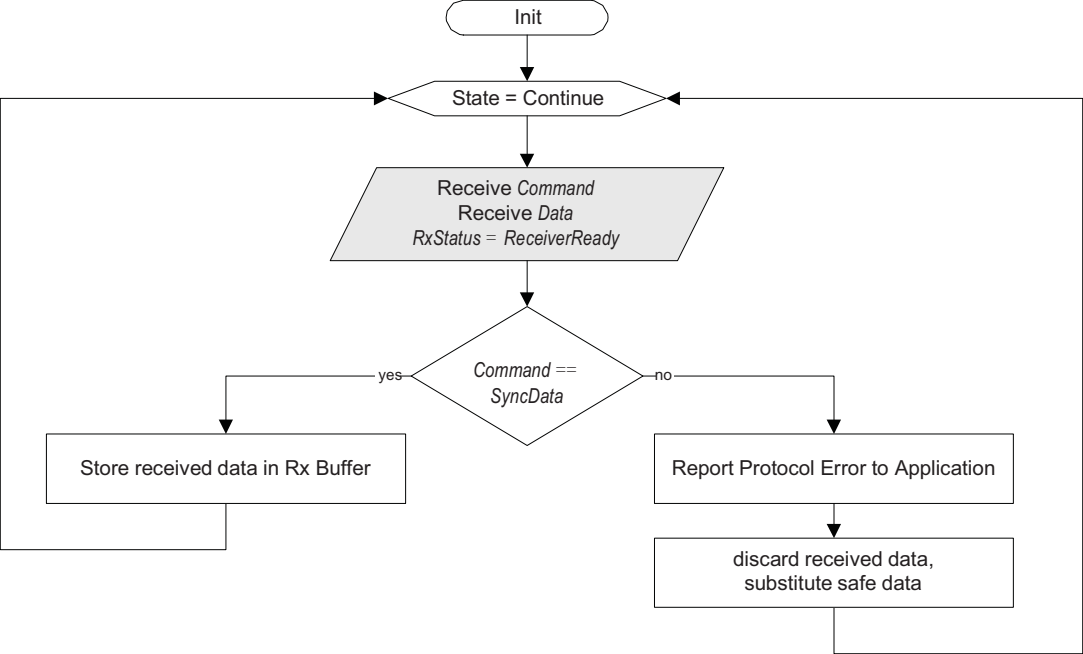 Init
State = Continue
Receive Command
Receive Data
RxStatus = ReceiverReady
Command ==
SyncData
yes
no
Store received data in Rx Buffer
Report Protocol Error to Application
discard received data,
substitute safe data